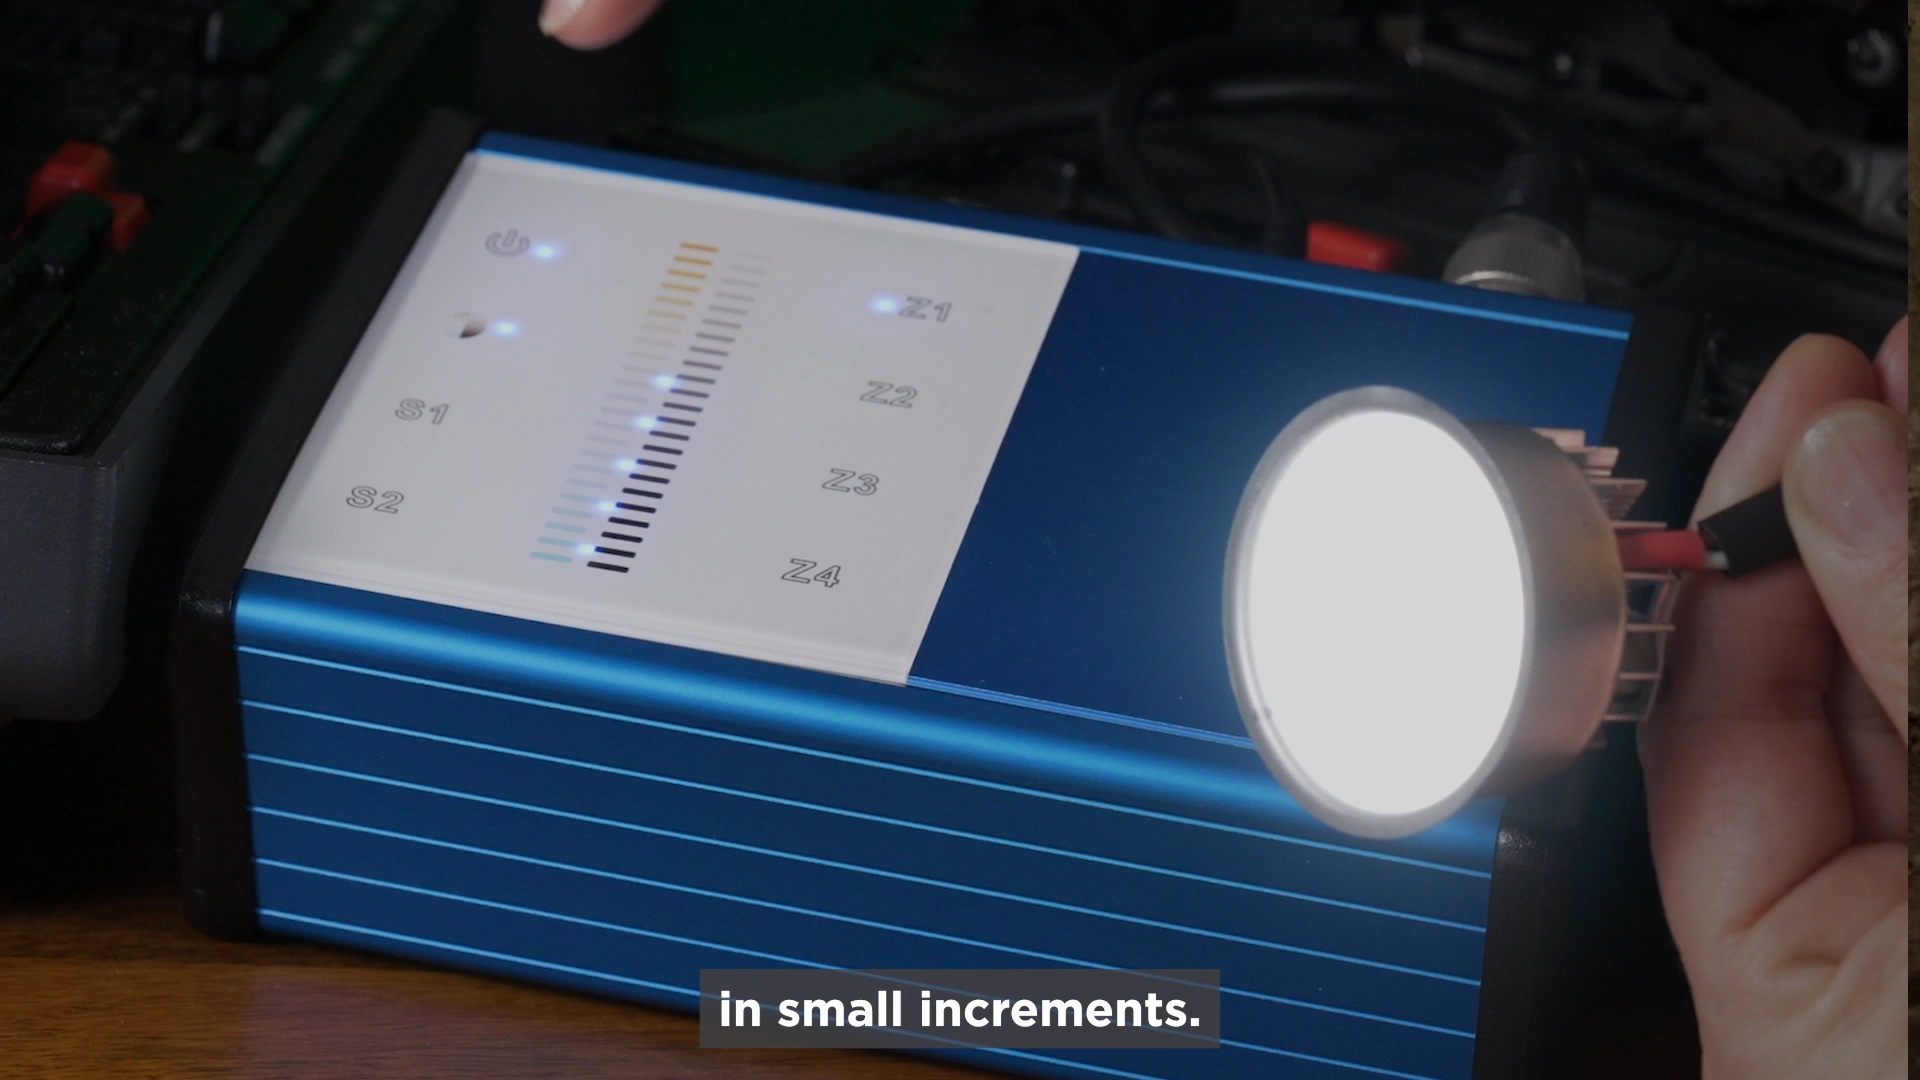 Z1
S1
Z2
S2
Z3
Z4
in small increments.